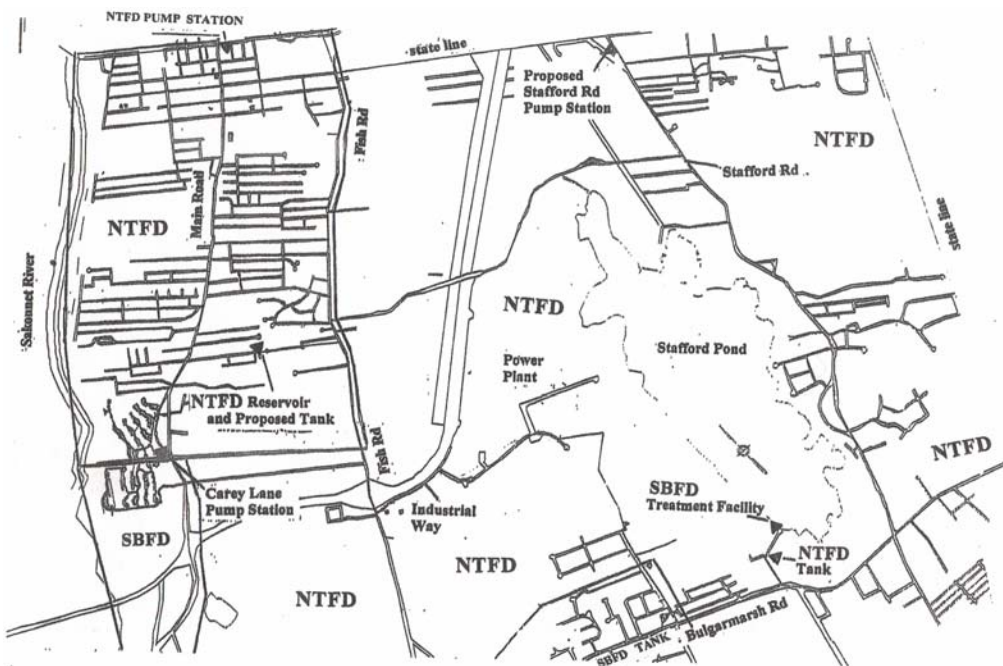 NTFD PUMP STATION
state line
Proposed
Stafford Rd
Pump Station
NTFD
Fish Rd
Stafford Rd
Main Road
NTFD
state line
Sakonnet River
NTFD
Stafford Pond
Power
Plant
NTFD Reservoir
and Proposed Tank
Fish Rd
NTFD
Carey Lane
Pump Station
Industrial
Way
SBFD
Treatment Facility
SBFD
NTFD
NTFD
Tank
NTFD
SBFD TANK
Bulgarmarsh Rd